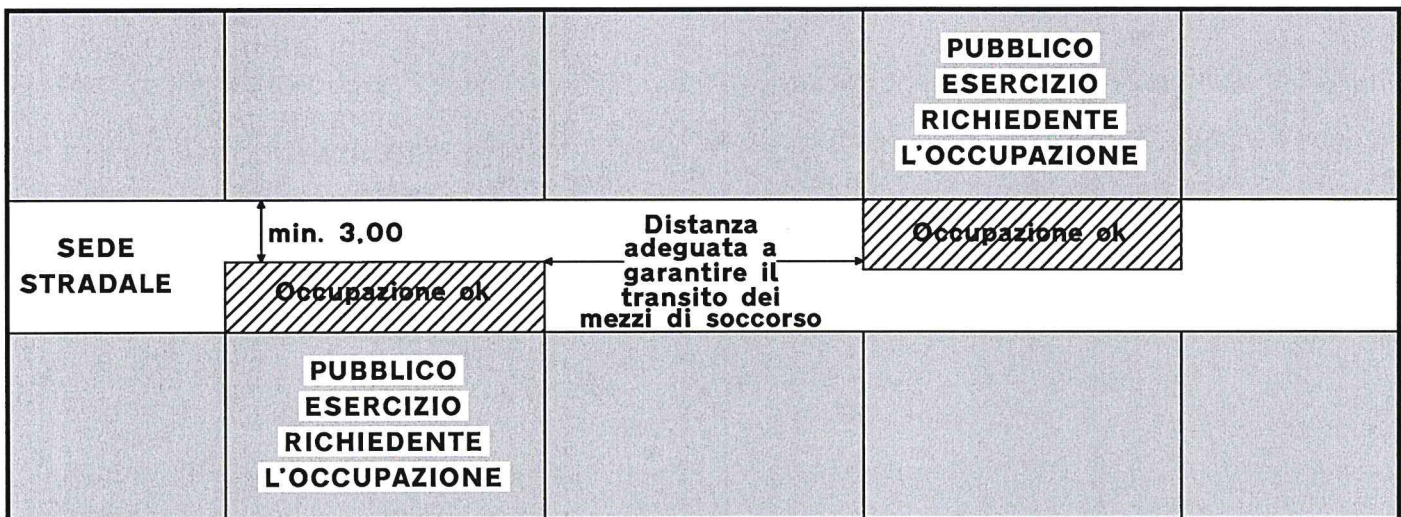 PUBBLICO
ESERCIZIO
RICHIEDENTE
L'OCCUPAZIONE
SEDE
STRADALE
min. 3,00
Occupazione ok
Distanza
adeguata a
garantire il
transito dei
mezzi di soccorso
Occupazione ok
PUBBLICO
ESERCIZIO
RICHIEDENTE
L'OCCUPAZIONE